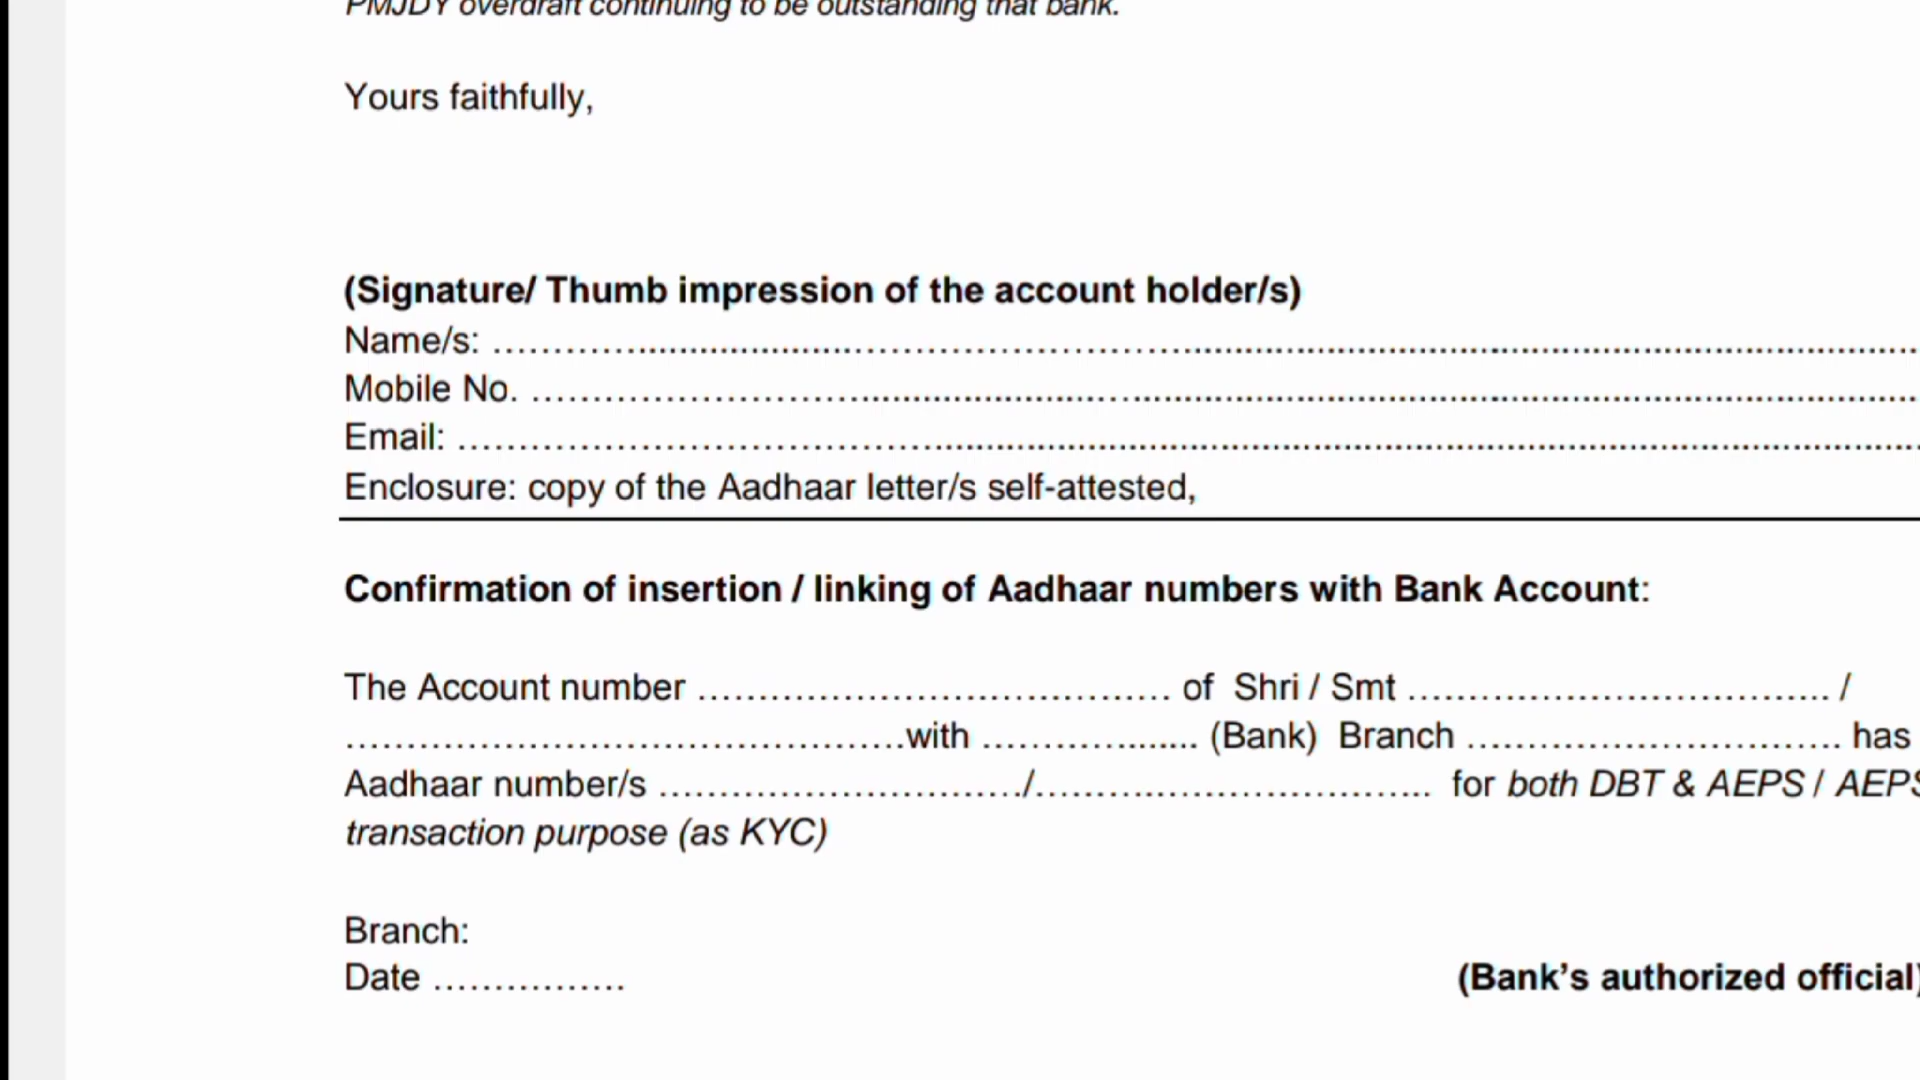 PMJDY overdraft continuing to be outstanding that bank.
Yours faithfully,
(Signature/ Thumb impression of the account holder/s)
Name/s: ..........................................................................................
Mobile No. ..........................................................................................
Email: ..........................................................................................
Enclosure: copy of the Aadhaar letter/s self-attested,
Confirmation of insertion / linking of Aadhaar numbers with Bank Account:
The Account number ........................................ of Shri / Smt .................................... /
................................................with .................... (Bank) Branch ................................ has
Aadhaar number/s ................................/.................................. for both DBT & AEPS / AEPS
transaction purpose (as KYC)
Branch:
Date ................
(Bank’s authorized official)